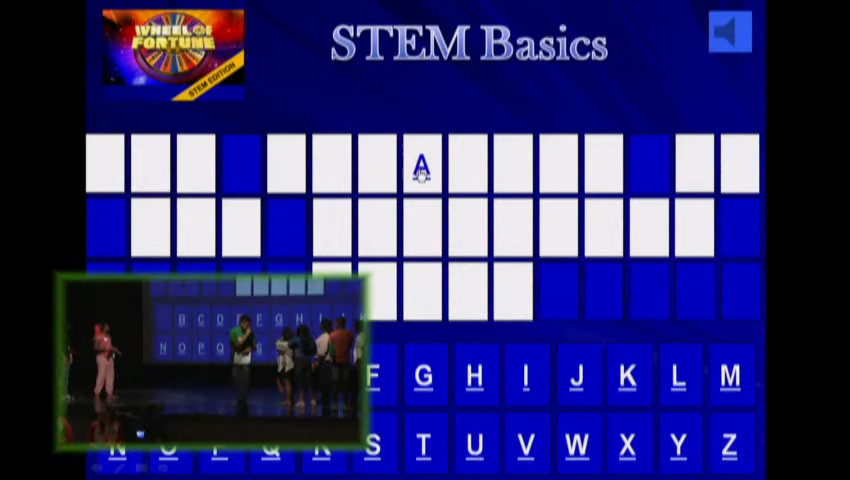 WHEEL OF
FORTUNE
STEM EDITION
STEM Basics
A
B C D E F G H
N O P Q S
F G H I J K L M
N O P Q R S T U V W X Y Z